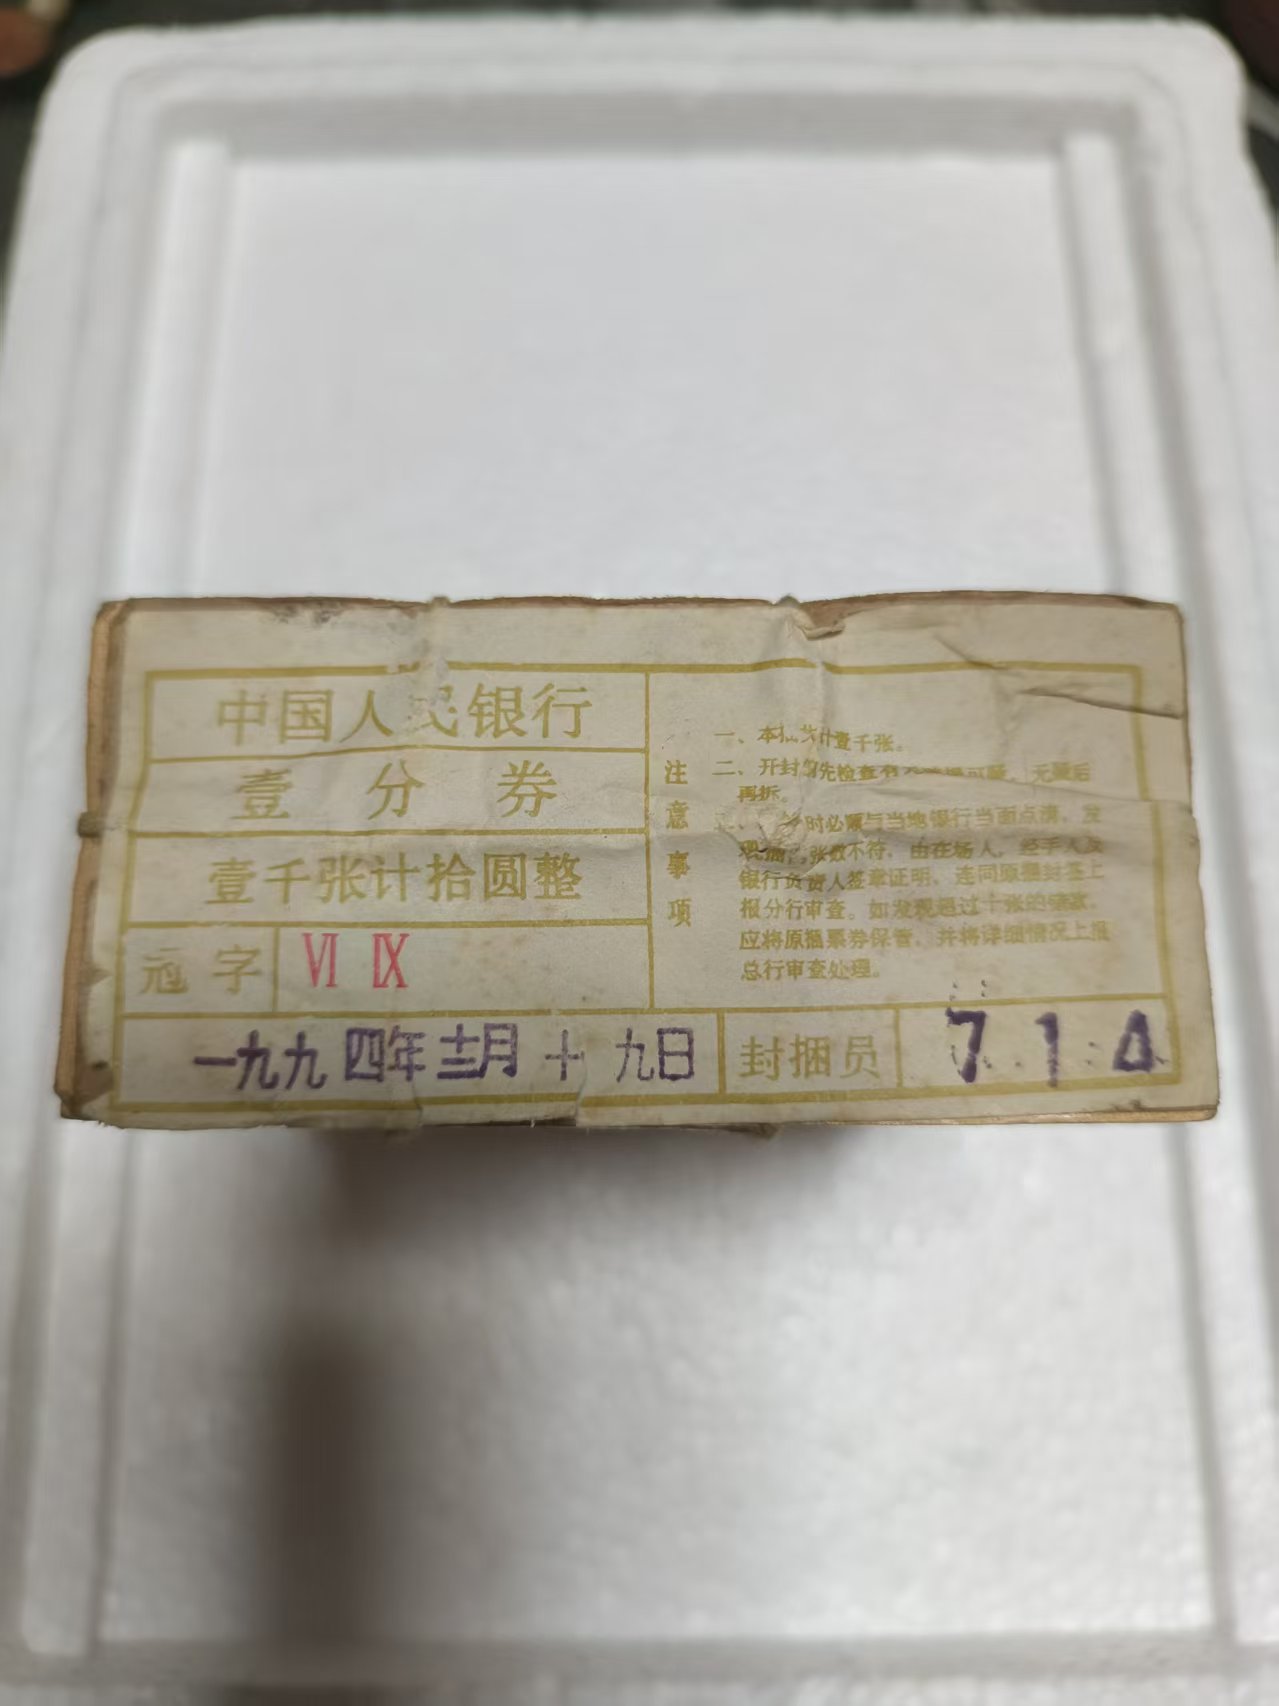 中国人民银行
壹分券
壹千张计拾圆整
冠字 Ⅵ Ⅸ
一九九四年十二月十九日
封捆员 714
注意事项
一、本捆共计壹千张。
二、开封前先检查有无
无疑后
再拆。
时必须与当地银行当面点清,发
现捆 张数不符,由在场人、经手人及
银行负责人签章证明,连同原捆封签上
报分行审查。如发现超过十张的
应将原捆票券保管,并将详细情况上报
总行审查处理。